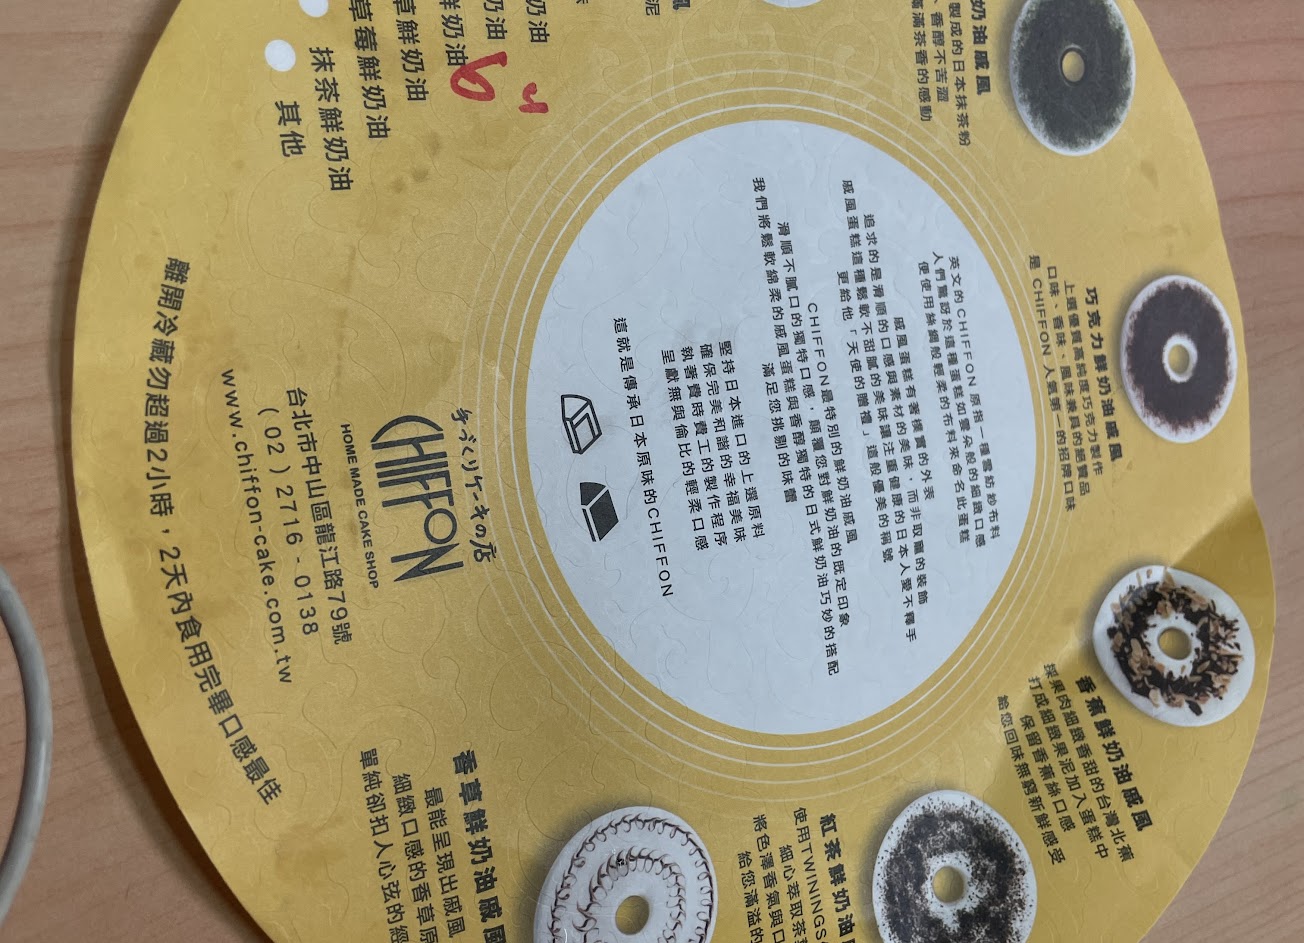 奶油
奶油
鮮奶油
草鮮奶油
草莓鮮奶油
抹茶鮮奶油
其他
泥
風
奶油戚風
製成的日本抹茶粉
、香醇不苦澀
滿茶香的感動
巧克力鮮奶油戚風
上選優質高純度巧克力製作
口味、香味、風味兼具的絕贊品
是CHIFFON人氣第一的招牌口味
香蕉鮮奶油戚風
採果肉細緻香甜的台灣北蕉
打成細緻果泥加入蛋糕中
保留香蕉絲口感
給您回味無窮新鮮感受
紅茶鮮奶油
使用TWININGS
細心萃取茶
將色澤香氣與口
給您滿溢的
香草鮮奶油戚風
最能呈現出戚風
細緻口感的香草原
單純卻扣人心弦的經
英文的CHIFFON原指一種雪紡紗布料
人們驚訝於這種蛋糕如雲朵般的細緻口感
便使用絲綢般輕柔的布料來命名此蛋糕
戚風蛋糕有著樸實的外表
追求的是滑順的口感與素材的美味，而非取寵的裝飾
戚風蛋糕這種鬆軟不甜膩的美味讓注重健康的日本人愛不釋手
更給他「天使的贈禮」這般優美的稱號
CHIFFON最特別的鮮奶油戚風
滑順不膩口的獨特口感，顛覆您對鮮奶油的既定印象
我們將鬆軟綿柔的戚風蛋糕與香醇獨特的日式鮮奶油巧妙的搭配
滿足您挑剔的味蕾
堅持日本進口的上選原料
確保完美和諧的幸福美味
執著費時費工的製作程序
呈獻無與倫比的輕柔口感
這就是傳承日本原味的CHIFFON
手づくりケーキの店
CHIFFON
HOME MADE CAKE SHOP
台北市中山區龍江路79號
(02)2716-0138
www.chiffon-cake.com.tw
離開冷藏勿超過2小時，2天內食用完畢口感最佳